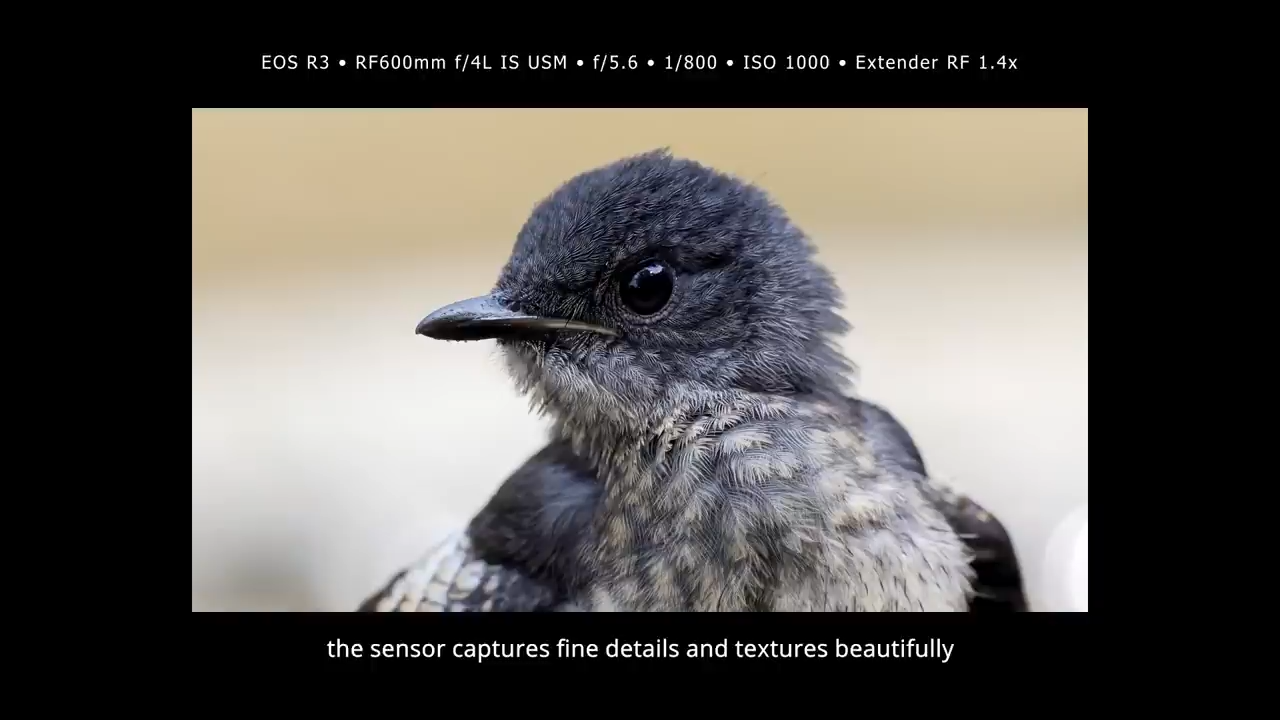 EOS R3 • RF600mm f/4L IS USM • f/5.6 • 1/800 • ISO 1000 • Extender RF 1.4x
the sensor captures fine details and textures beautifully